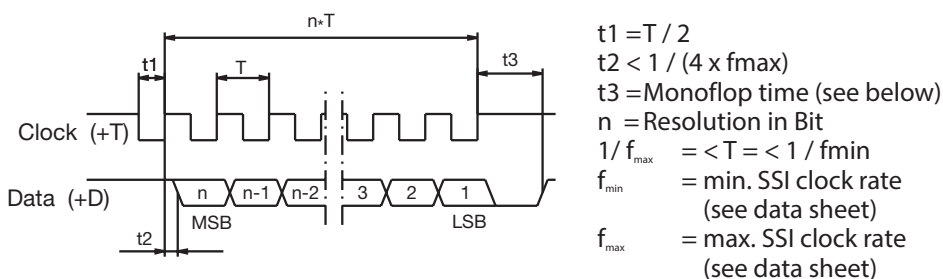 n*T
t1
T
t3
Clock (+T)
Data (+D)
n
n-1
n-2
3
2
1
MSB
LSB
t2
t1 =T / 2
t2 < 1 / (4 x fmax)
t3 =Monoflop time (see below)
n = Resolution in Bit
1/ fmax = < T = < 1 / fmin
fmin = min. SSI clock rate
(see data sheet)
fmax = max. SSI clock rate
(see data sheet)